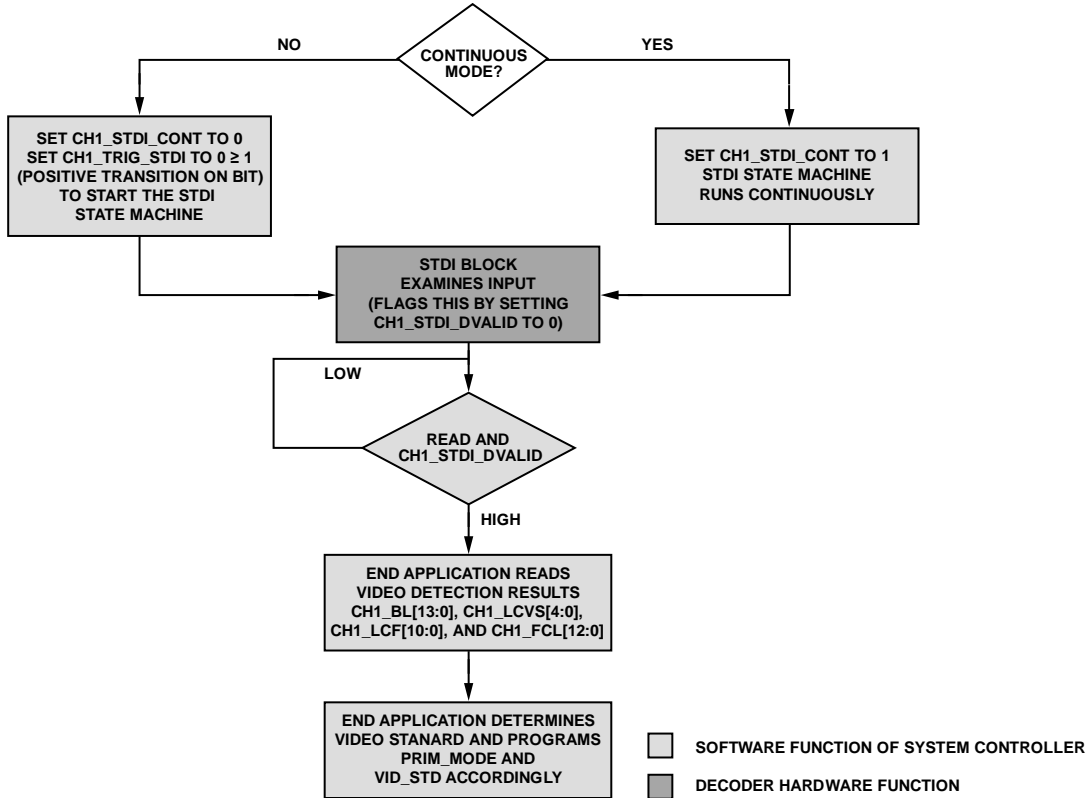 CONTINUOUS
MODE?
NO
YES
SET CH1_STDI_CONT TO 0
SET CH1_TRIG_STDI TO 0 ≥ 1
(POSITIVE TRANSITION ON BIT)
TO START THE STDI
STATE MACHINE
SET CH1_STDI_CONT TO 1
STDI STATE MACHINE
RUNS CONTINUOUSLY
STDI BLOCK
EXAMINES INPUT
(FLAGS THIS BY SETTING
CH1_STDI_DVALID TO 0)
LOW
READ AND
CH1_STDI_DVALID
HIGH
END APPLICATION READS
VIDEO DETECTION RESULTS
CH1_BL[13:0], CH1_LCVS[4:0],
CH1_LCF[10:0], AND CH1_FCL[12:0]
END APPLICATION DETERMINES
VIDEO STANARD AND PROGRAMS
PRIM_MODE AND
VID_STD ACCORDINGLY
SOFTWARE FUNCTION OF SYSTEM CONTROLLER
DECODER HARDWARE FUNCTION